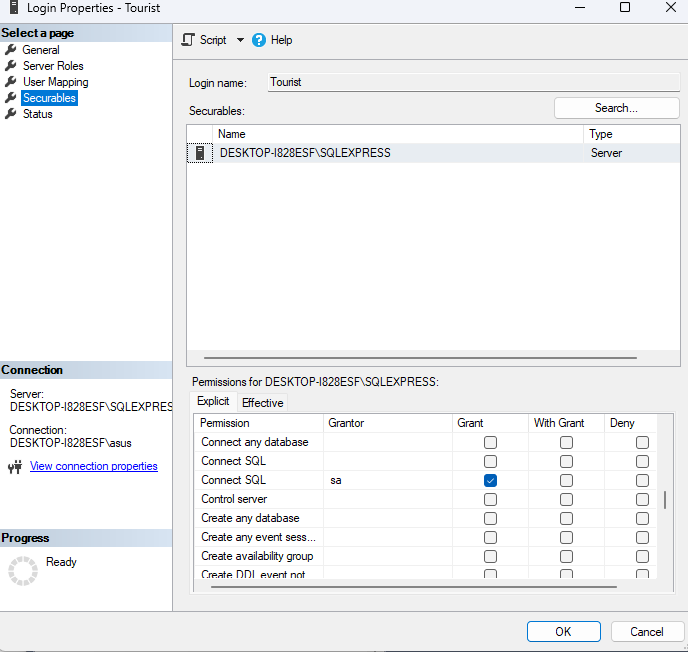 Login Properties - Tourist
Select a page
General
Server Roles
User Mapping
Securables
Status
Script
Help
Login name: Tourist
Securables:
Search...
Name Type
DESKTOP-I828ESF\SQLEXPRESS Server
Connection
Server:
DESKTOP-I828ESF\SQLEXPRES
Connection:
DESKTOP-I828ESF\asus
View connection properties
Progress
Ready
Permissions for DESKTOP-I828ESF\SQLEXPRESS:
Explicit Effective
Permission Grantor Grant With Grant Deny
Connect any database
Connect SQL
Connect SQL sa
Control server
Create any database
Create any event sess...
Create availability group
Create DDL event not
OK Cancel